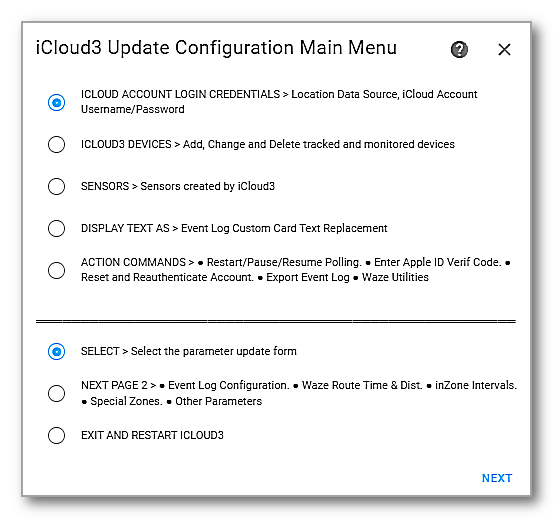 iCloud3 Update Configuration Main Menu
ICLOUD ACCOUNT LOGIN CREDENTIALS > Location Data Source, iCloud Account
Username/Password
ICLOUD3 DEVICES > Add, Change and Delete tracked and monitored devices
SENSORS > Sensors created by iCloud3
DISPLAY TEXT AS > Event Log Custom Card Text Replacement
ACTION COMMANDS > ● Restart/Pause/Resume Polling. ● Enter Apple ID Verif Code. ●
Reset and Reauthenticate Account. ● Export Event Log ● Waze Utilities
SELECT > Select the parameter update form
NEXT PAGE 2 > ● Event Log Configuration. ● Waze Route Time & Dist. ● inZone Intervals.
● Special Zones. ● Other Parameters
EXIT AND RESTART ICLOUD3
NEXT